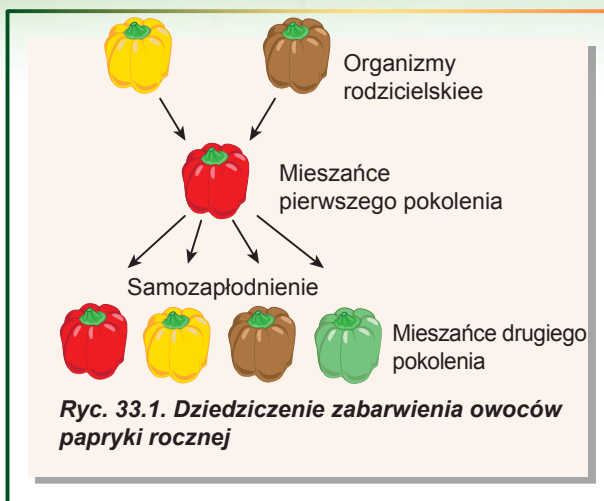 Organizmy
rodzicielskiee
Mieszańce
pierwszego pokolenia
Samozapłodnienie
Mieszańce drugiego
pokolenia
Ryc. 33.1. Dziedziczenie zabarwienia owoców
papryki rocznej